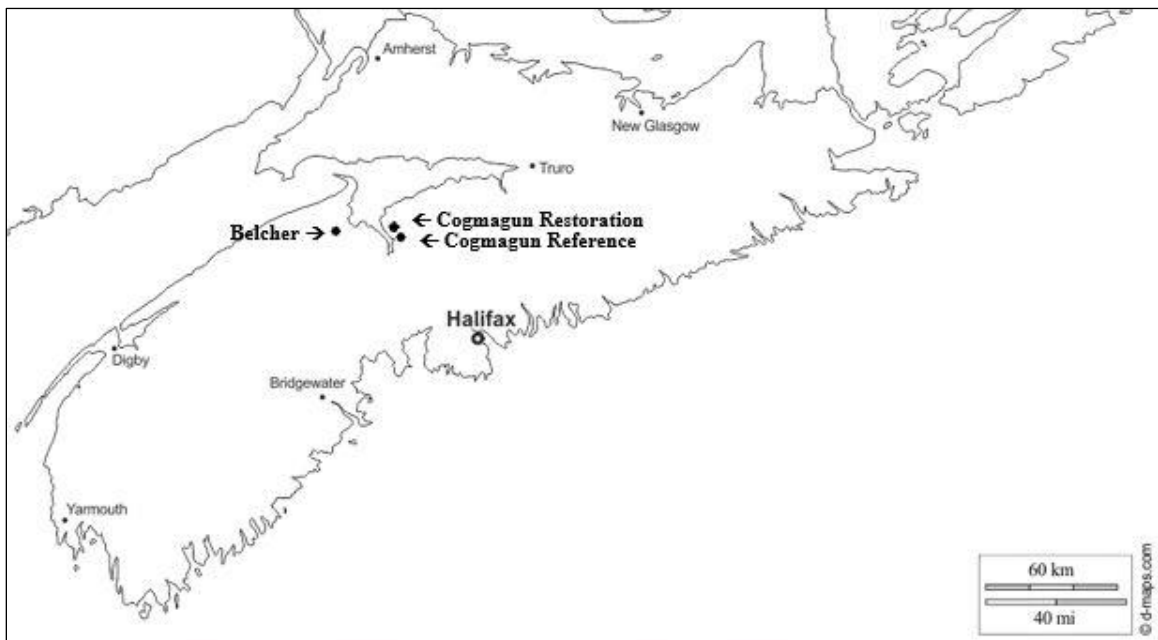 Amherst
New Glasgow
Truro
← Cogmagun Restoration
Belcher →
← Cogmagun Reference
Halifax
Digby
Bridgewater
Yarmouth
60 km
40 mi
© d-maps.com